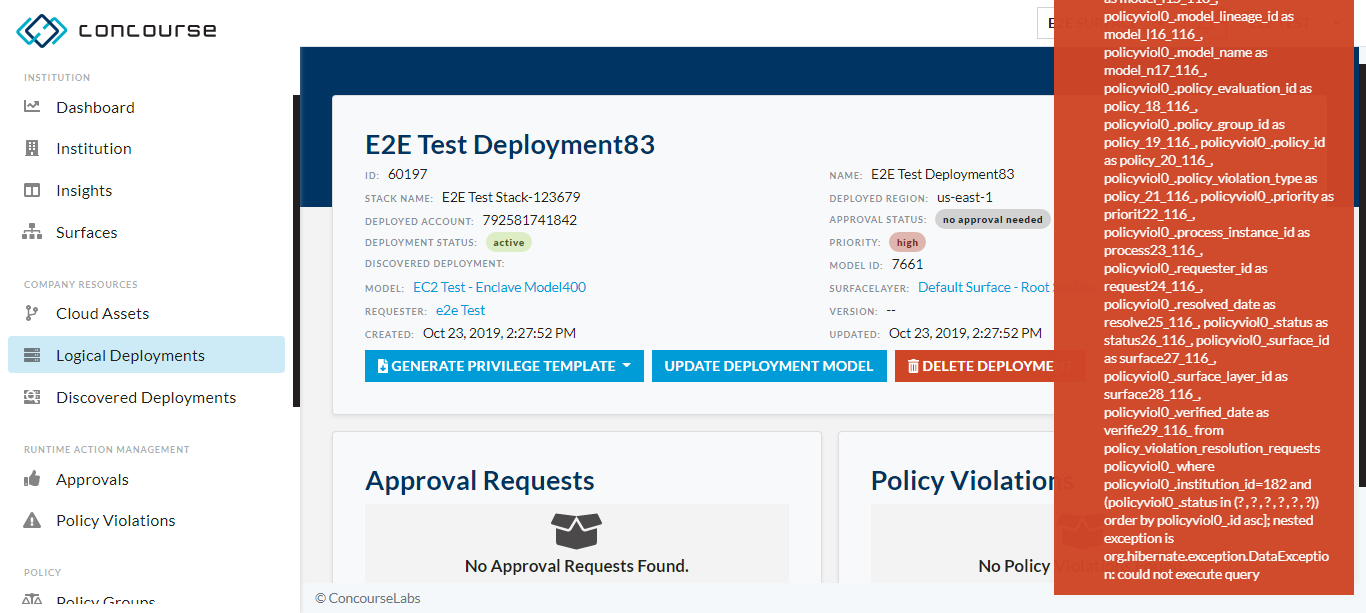 concourse
INSTITUTION
Dashboard
Institution
Insights
Surfaces
COMPANY RESOURCES
Cloud Assets
Logical Deployments
Discovered Deployments
RUNTIME ACTION MANAGEMENT
Approvals
Policy Violations
POLICY
Policy Groups
E2E Test Deployment83
ID: 60197
NAME: E2E Test Deployment83
STACK NAME: E2E Test Stack-123679
DEPLOYED REGION: us-east-1
DEPLOYED ACCOUNT: 792581741842
APPROVAL STATUS: no approval needed
DEPLOYMENT STATUS: active
PRIORITY: high
DISCOVERED DEPLOYMENT:
MODEL ID: 7661
MODEL: EC2 Test - Enclave Model400
SURFACELAYER: Default Surface - Root
REQUESTER: e2e Test
VERSION: --
CREATED: Oct 23, 2019, 2:27:52 PM
UPDATED: Oct 23, 2019, 2:27:52 PM
GENERATE PRIVILEGE TEMPLATE
UPDATE DEPLOYMENT MODEL
DELETE DEPLOYMENT
Approval Requests
No Approval Requests Found.
Policy Violations
No Policy Violations
© ConcourseLabs
as model_l15_116_,
policyviol0_.model_lineage_id as
model_l16_116_,
policyviol0_.model_name as
model_n17_116_,
policyviol0_.policy_evaluation_id as
policy_18_116_,
policyviol0_.policy_group_id as
policy_19_116_, policyviol0_.policy_id
as policy_20_116_,
policyviol0_.policy_violation_type as
policy_21_116_, policyviol0_.priority as
priorit22_116_,
policyviol0_.process_instance_id as
process23_116_,
policyviol0_.requester_id as
request24_116_,
policyviol0_.resolved_date as
resolve25_116_, policyviol0_.status as
status26_116_, policyviol0_.surface_id
as surface27_116_,
policyviol0_.surface_layer_id as
surface28_116_,
policyviol0_.verified_date as
verifie29_116_ from
policy_violation_resolution_requests
policyviol0_ where
policyviol0_.institution_id=182 and
(policyviol0_.status in (? , ? , ? , ? , ? , ?))
order by policyviol0_.id asc]; nested
exception is
org.hibernate.exception.DataExceptio
n: could not execute query